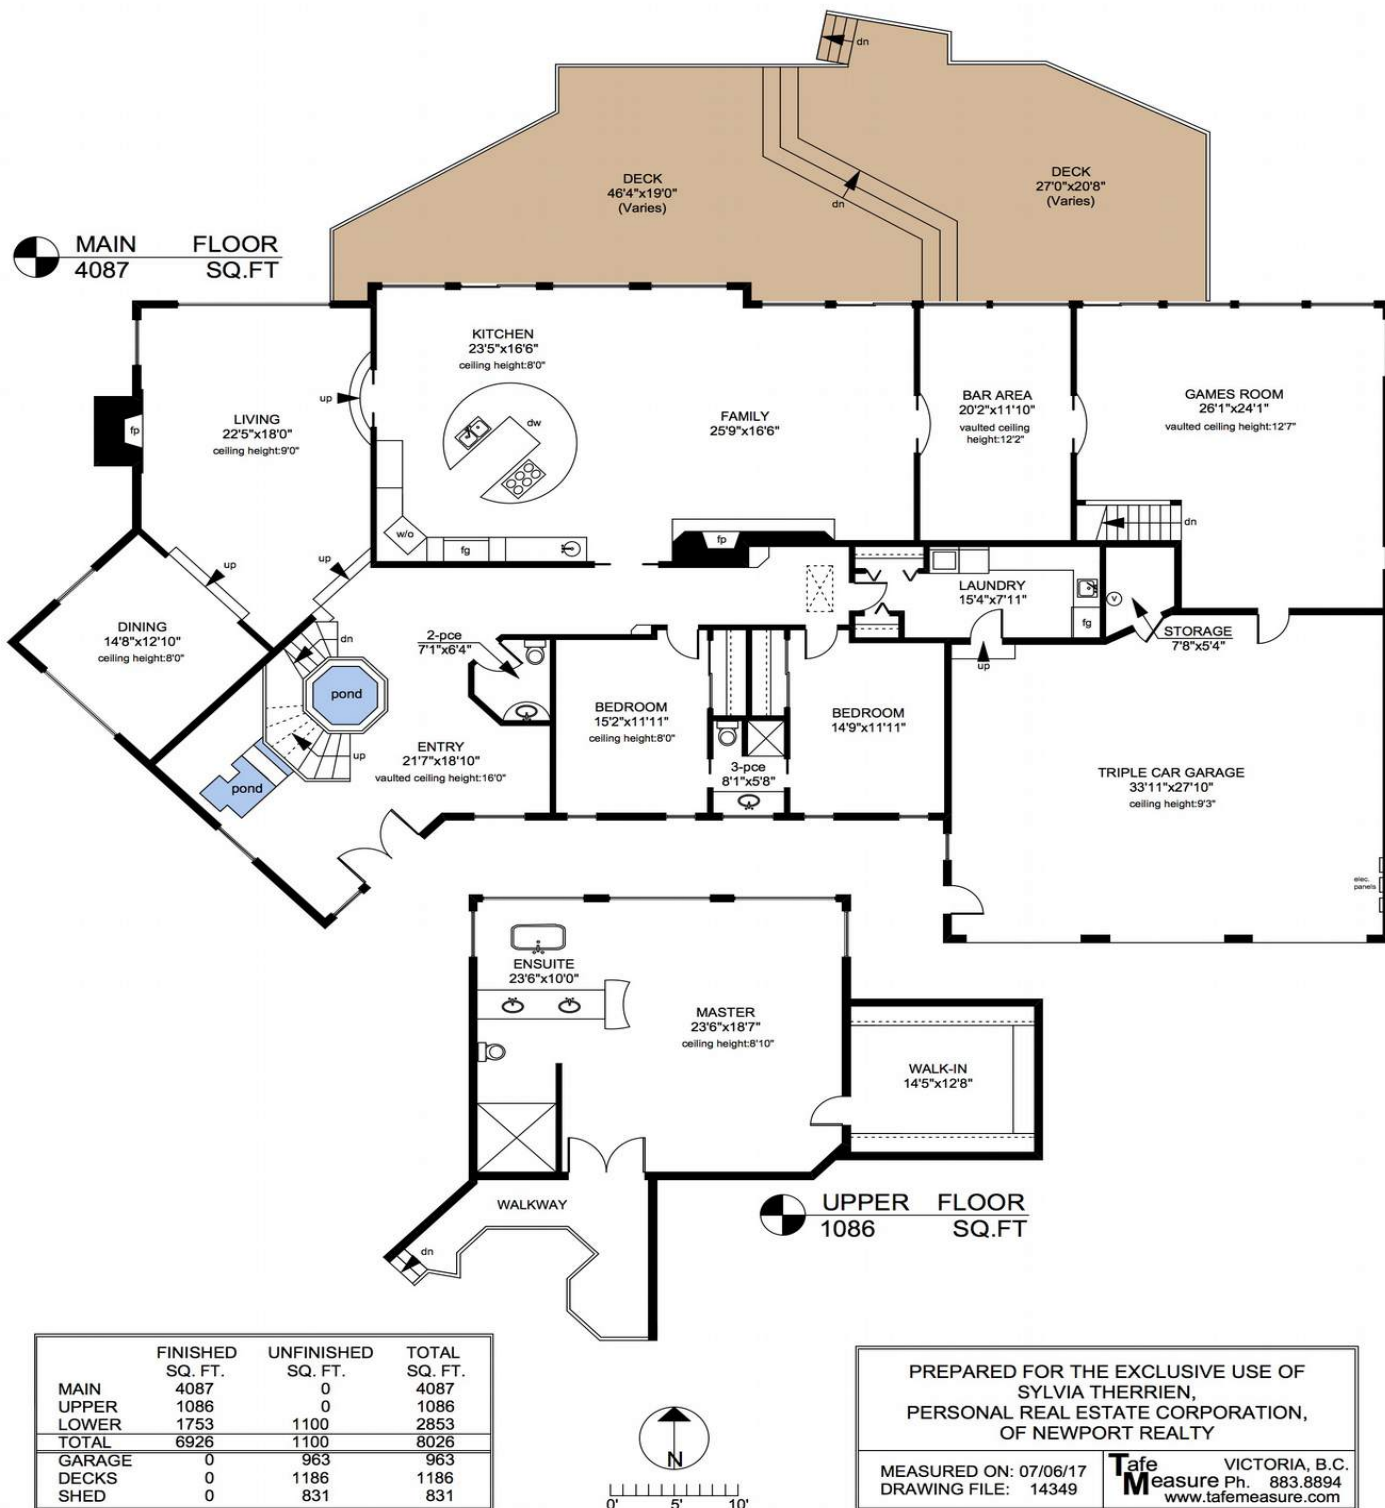 dn
DECK
46'4"x19'0"
(Varies)
DECK
27'0"x20'8"
(Varies)
dn
MAIN FLOOR
4087 SQ.FT
KITCHEN
23'5"x16'6"
ceiling height:8'0"
up
LIVING
22'5"x18'0"
ceiling height:9'0"
fp
dw
FAMILY
25'9"x16'6"
BAR AREA
20'2"x11'10"
vaulted ceiling
height:12'2"
GAMES ROOM
26'1"x24'1"
vaulted ceiling height:12'7"
w/o
fg
fp
dn
up
up
LAUNDRY
15'4"x7'11"
fg
v
STORAGE
7'8"x5'4"
up
DINING
14'8"x12'10"
ceiling height:8'0"
dn
2-pce
7'1"x6'4"
pond
up
pond
ENTRY
21'7"x18'10"
vaulted ceiling height:16'0"
BEDROOM
15'2"x11'11"
ceiling height:8'0"
3-pce
8'1"x5'8"
BEDROOM
14'9"x11'11"
TRIPLE CAR GARAGE
33'11"x27'10"
ceiling height:9'3"
elec.
panels
ENSUITE
23'6"x10'0"
MASTER
23'6"x18'7"
ceiling height:8'10"
WALK-IN
14'5"x12'8"
WALKWAY
dn
UPPER FLOOR
1086 SQ.FT
FINISHED UNFINISHED TOTAL
SQ. FT. SQ. FT. SQ. FT.
MAIN 4087 0 4087
UPPER 1086 0 1086
LOWER 1753 1100 2853
TOTAL 6926 1100 8026
GARAGE 0 963 963
DECKS 0 1186 1186
SHED 0 831 831
N
0' 5' 10'
PREPARED FOR THE EXCLUSIVE USE OF
SYLVIA THERRIEN,
PERSONAL REAL ESTATE CORPORATION,
OF NEWPORT REALTY
MEASURED ON: 07/06/17
DRAWING FILE: 14349
Tafe Measure
VICTORIA, B.C.
Ph. 883.8894
www.tafemeasure.com